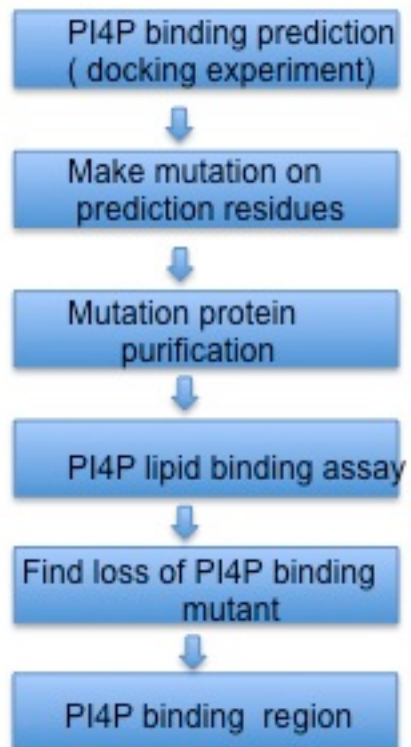 PI4P binding prediction
( docking experiment)
Make mutation on
prediction residues
Mutation protein
purification
PI4P lipid binding assay
Find loss of PI4P binding
mutant
PI4P binding region